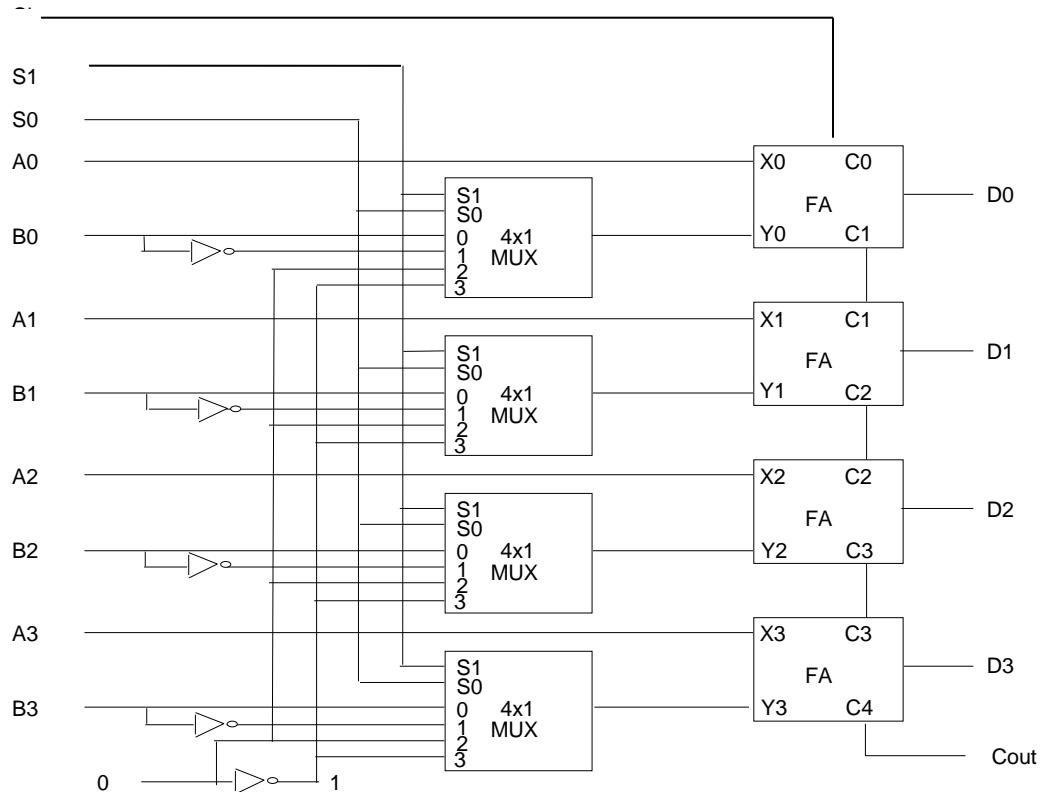 S1
S0
A0
X0 C0
S1
D0
S0
FA
B0
0 4x1
Y0 C1
1 MUX
2
3
A1
X1 C1
S1
D1
S0
FA
B1
0 4x1
Y1 C2
1 MUX
2
3
A2
X2 C2
S1
D2
S0
FA
B2
0 4x1
Y2 C3
1 MUX
2
3
A3
X3 C3
S1
D3
S0
FA
B3
0 4x1
Y3 C4
1 MUX
2
3
Cout
0 1